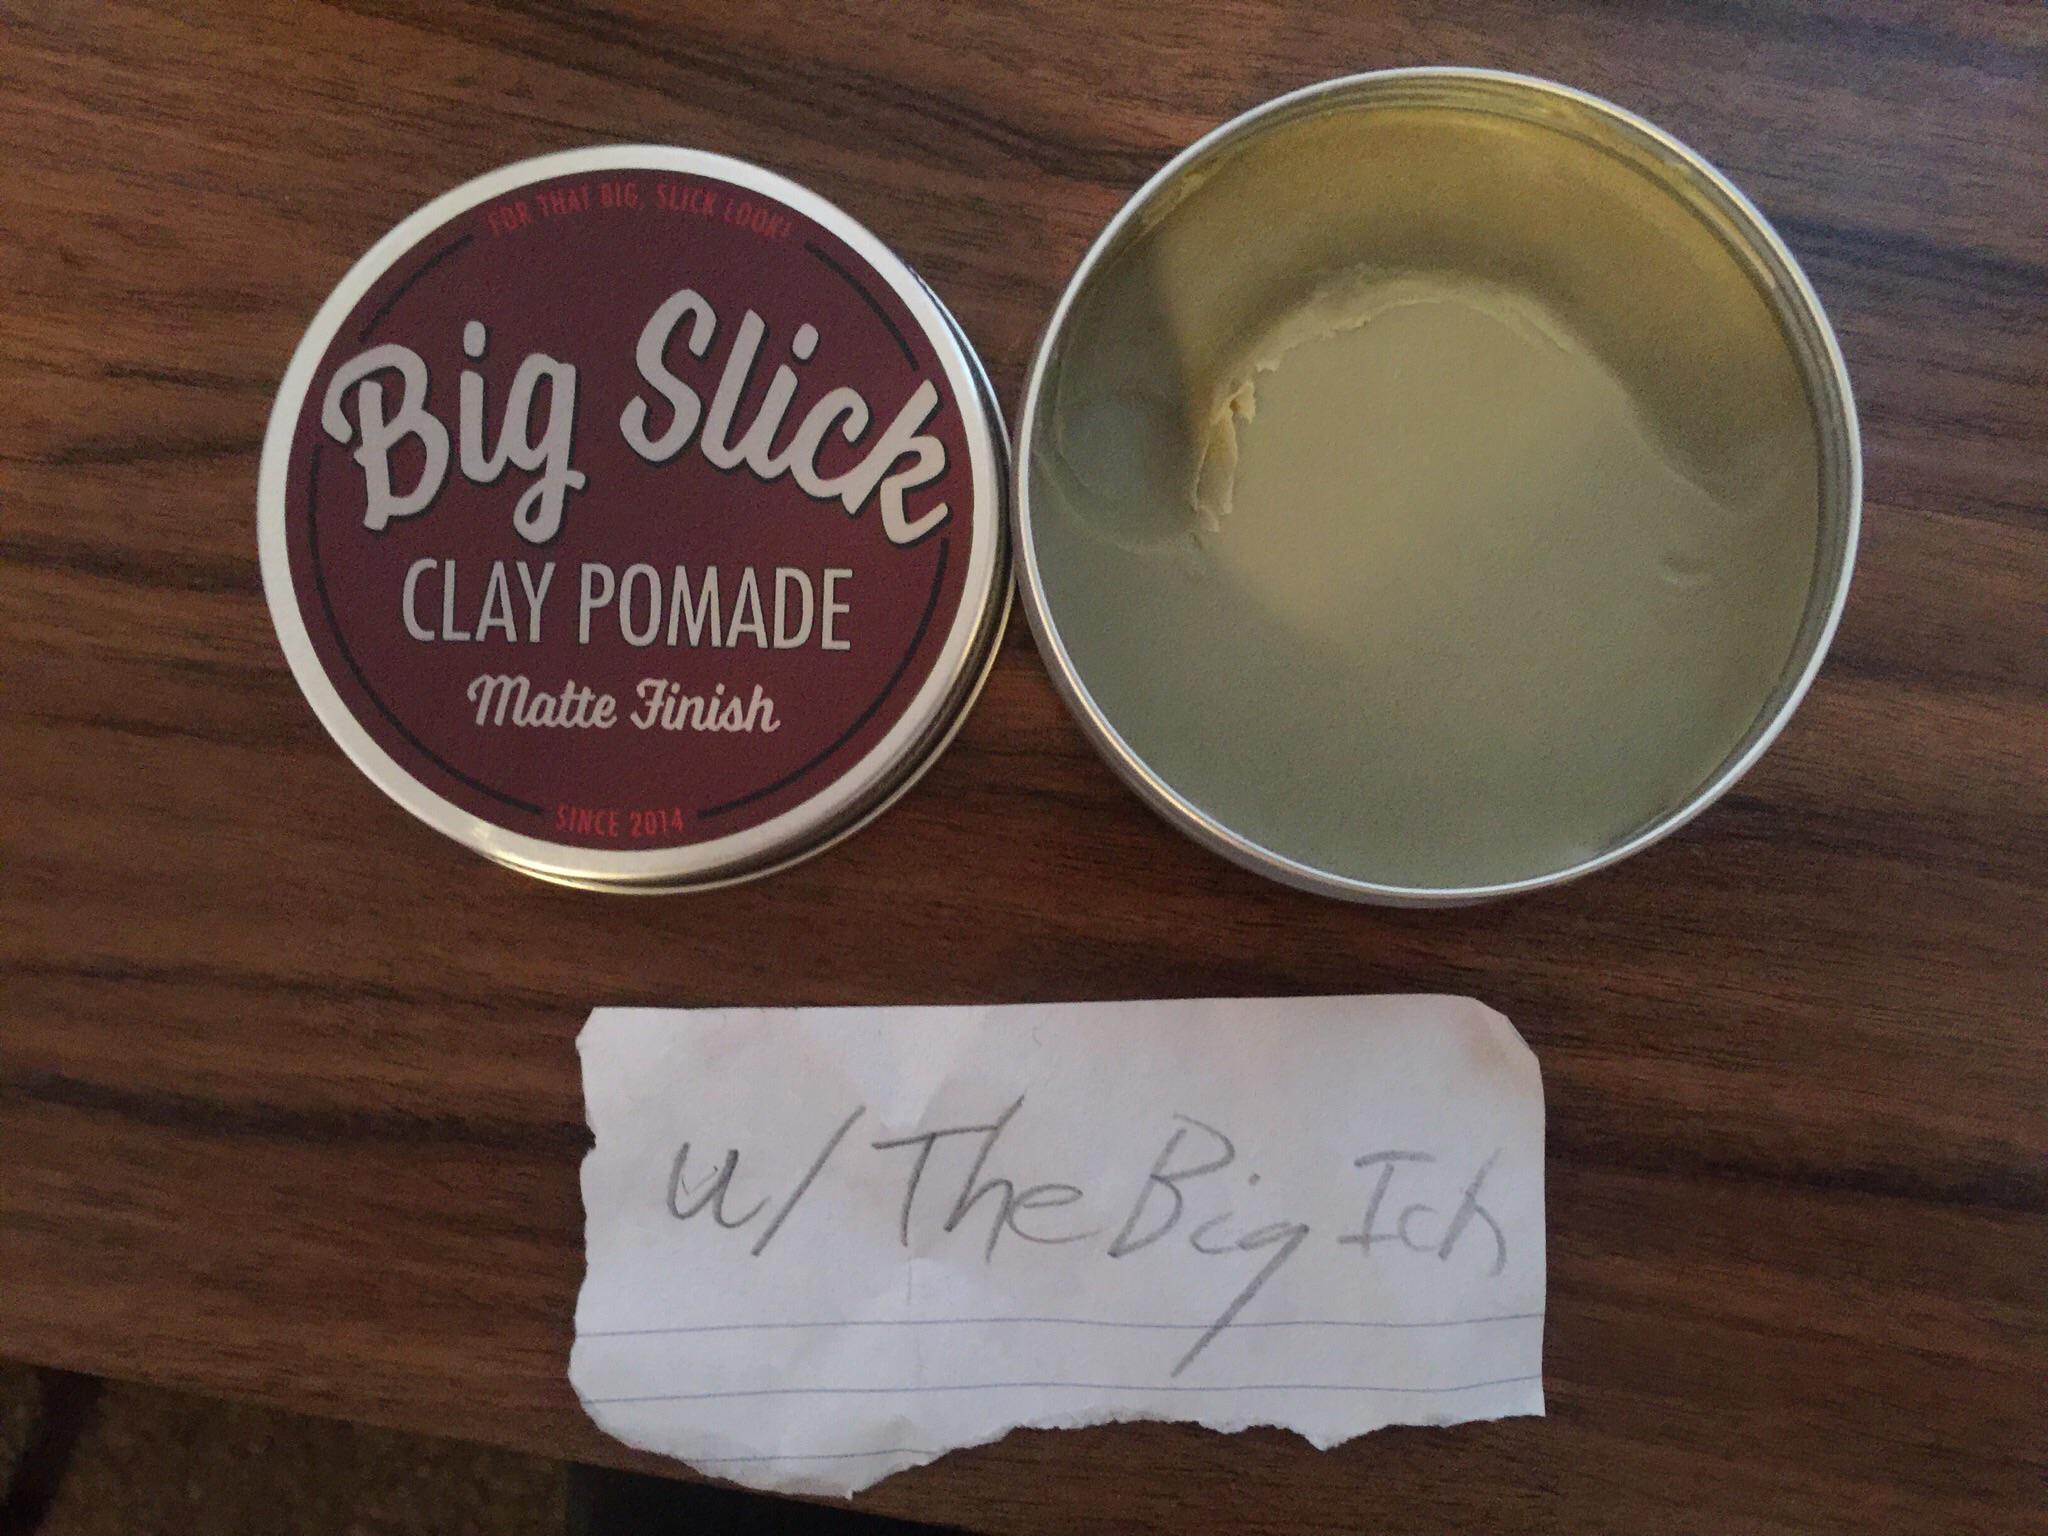 FOR THAT BIG, SLICK LOOK!
Big Slick
CLAY POMADE
Matte Finish
SINCE 2014
u/TheBigIch